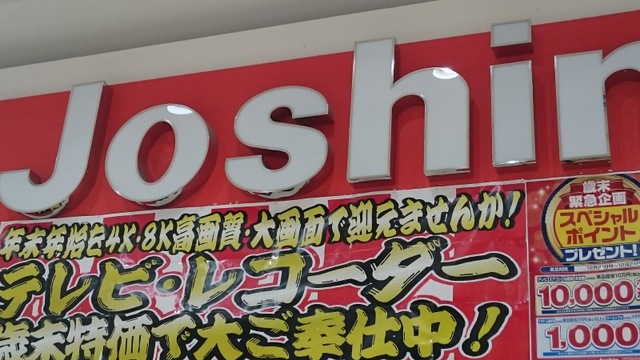 Joshin
年末年始を4K・8K高画質・大画面で迎えませんか!
テレビ・レコーダー
歳末特価で大ご奉仕中!
歳末
緊急企画
スペシャル
ポイント
プレゼント!
10,000
1,000